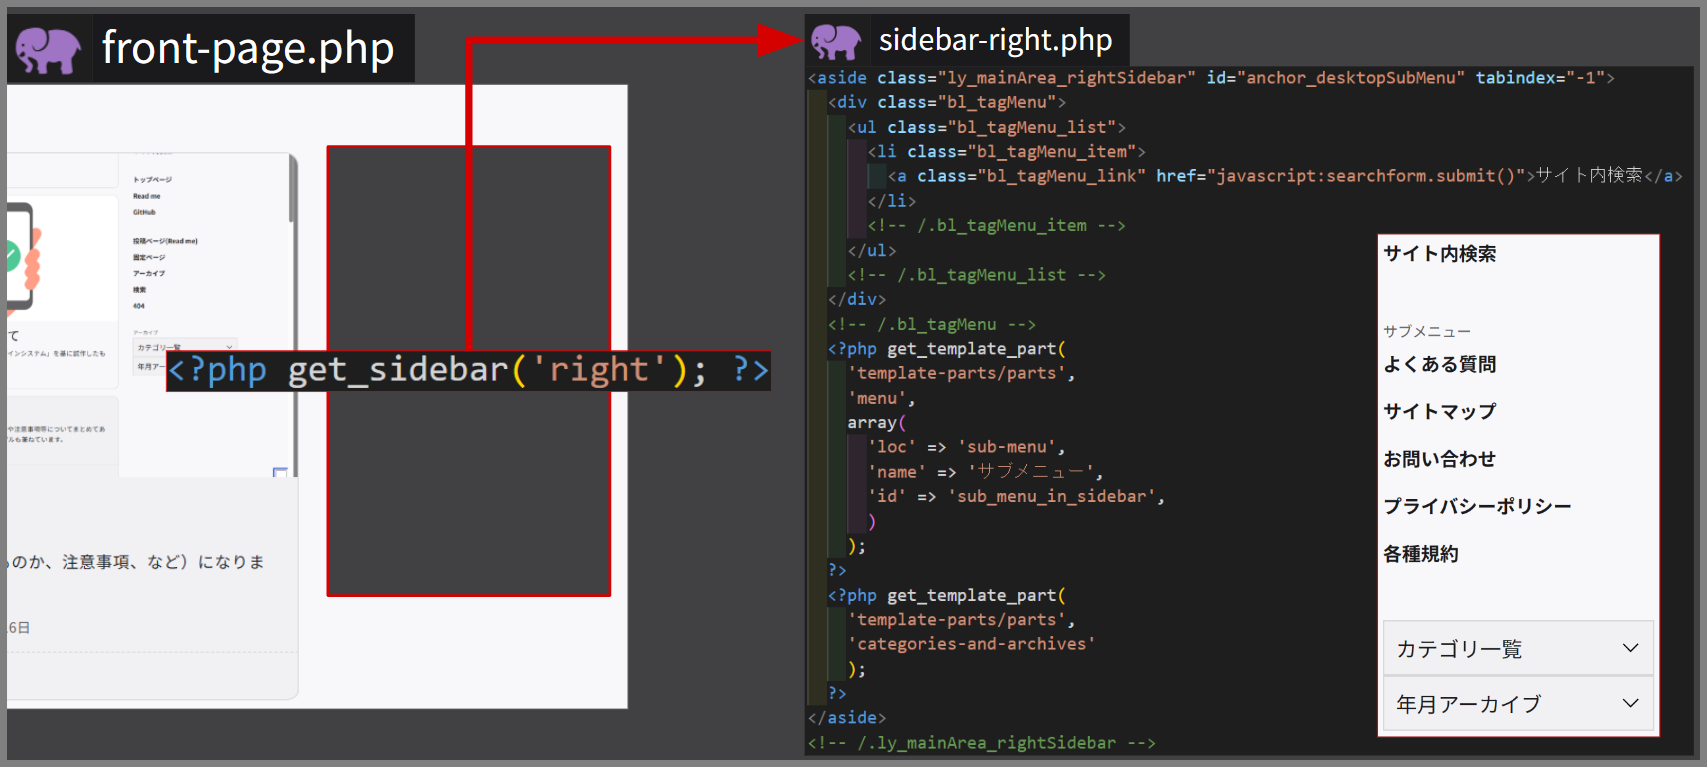 front-page.php
トップページ
Read me
GitHub
投稿ページ(Read me)
固定ページ
アーカイブ
検索
404
アーカイブ
カテゴリ一覧
年月アー
て
インシステム」を基に試作したも
や注意事項等についてまとめてあ
ルも兼ねています。
<?php get_sidebar('right'); ?>
ものか、注意事項、など）になりま
6日
sidebar-right.php
<aside class="ly_mainArea_rightSidebar" id="anchor_desktopSubMenu" tabindex="-1">
<div class="bl_tagMenu">
<ul class="bl_tagMenu_list">
<li class="bl_tagMenu_item">
<a class="bl_tagMenu_link" href="javascript:searchform.submit()">サイト内検索</a>
</li>
<!-- /.bl_tagMenu_item -->
</ul>
<!-- /.bl_tagMenu_list -->
</div>
<!-- /.bl_tagMenu -->
<?php get_template_part(
'template-parts/parts',
'menu',
array(
'loc' => 'sub-menu',
'name' => 'サブメニュー',
'id' => 'sub_menu_in_sidebar',
)
);
?>
<?php get_template_part(
'template-parts/parts',
'categories-and-archives'
);
?>
</aside>
<!-- /.ly_mainArea_rightSidebar -->
サイト内検索
サブメニュー
よくある質問
サイトマップ
お問い合わせ
プライバシーポリシー
各種規約
カテゴリ一覧
年月アーカイブ